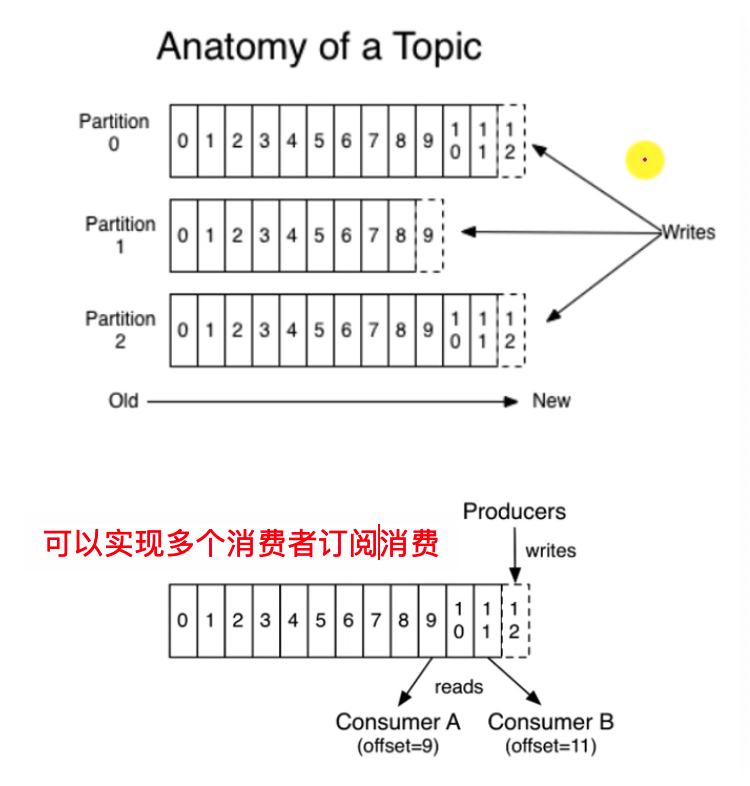 Anatomy of a Topic
Partition
0
0 1 2 3 4 5 6 7 8 9 10 11 12
Partition
1
0 1 2 3 4 5 6 7 8 9
Writes
Partition
2
0 1 2 3 4 5 6 7 8 9 10 11 12
Old New
Producers
可以实现多个消费者订阅消费
writes
0 1 2 3 4 5 6 7 8 9 10 11 12
reads
Consumer A Consumer B
(offset=9) (offset=11)